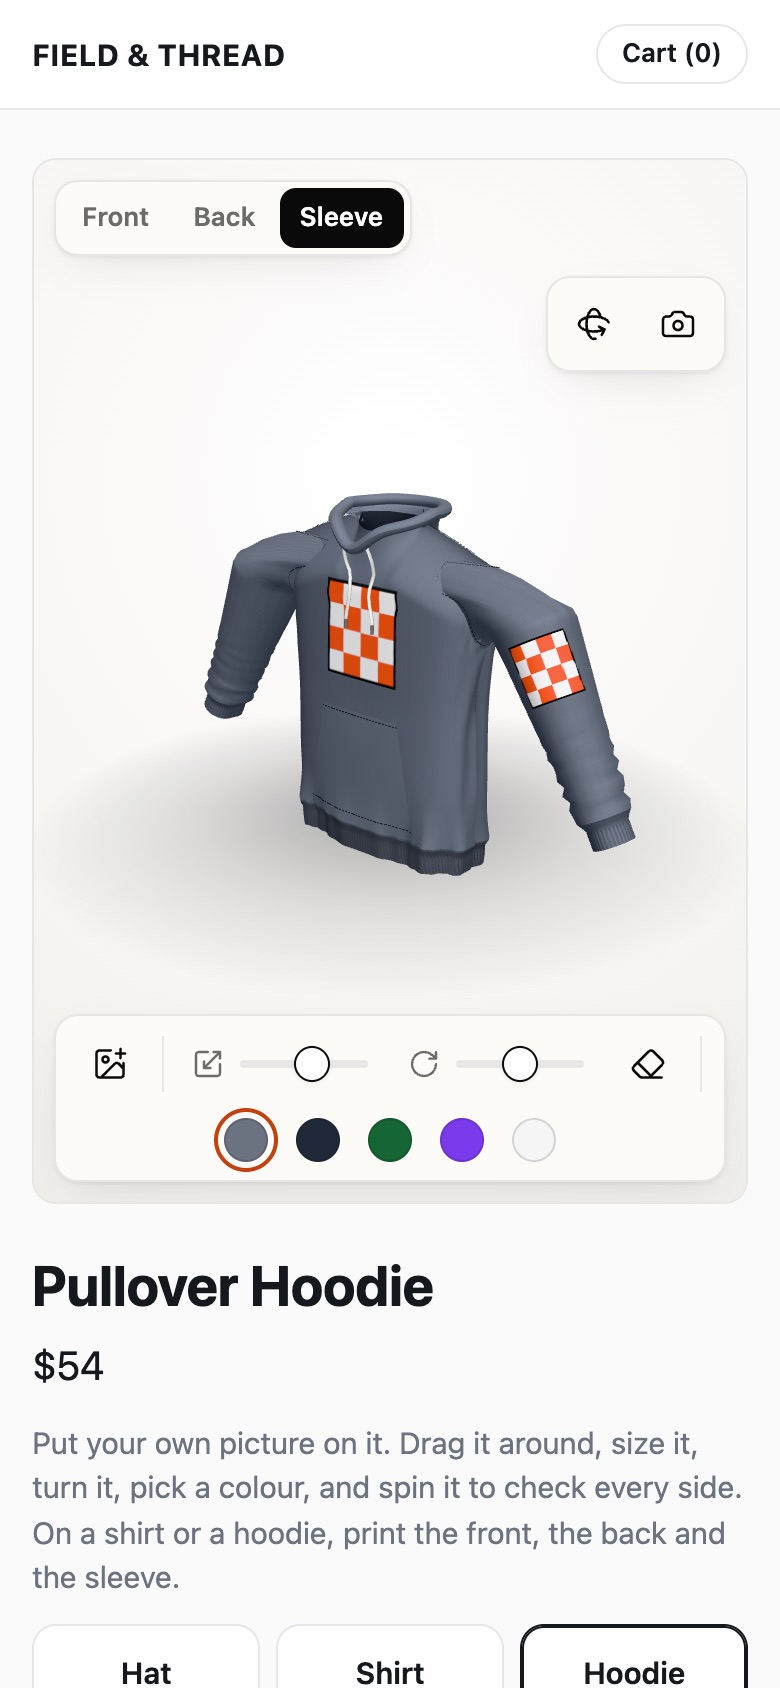 FIELD & THREAD
Cart (0)
Front
Back
Sleeve
Pullover Hoodie
$54
Put your own picture on it. Drag it around, size it,
turn it, pick a colour, and spin it to check every side.
On a shirt or a hoodie, print the front, the back and
the sleeve.
Hat
Shirt
Hoodie